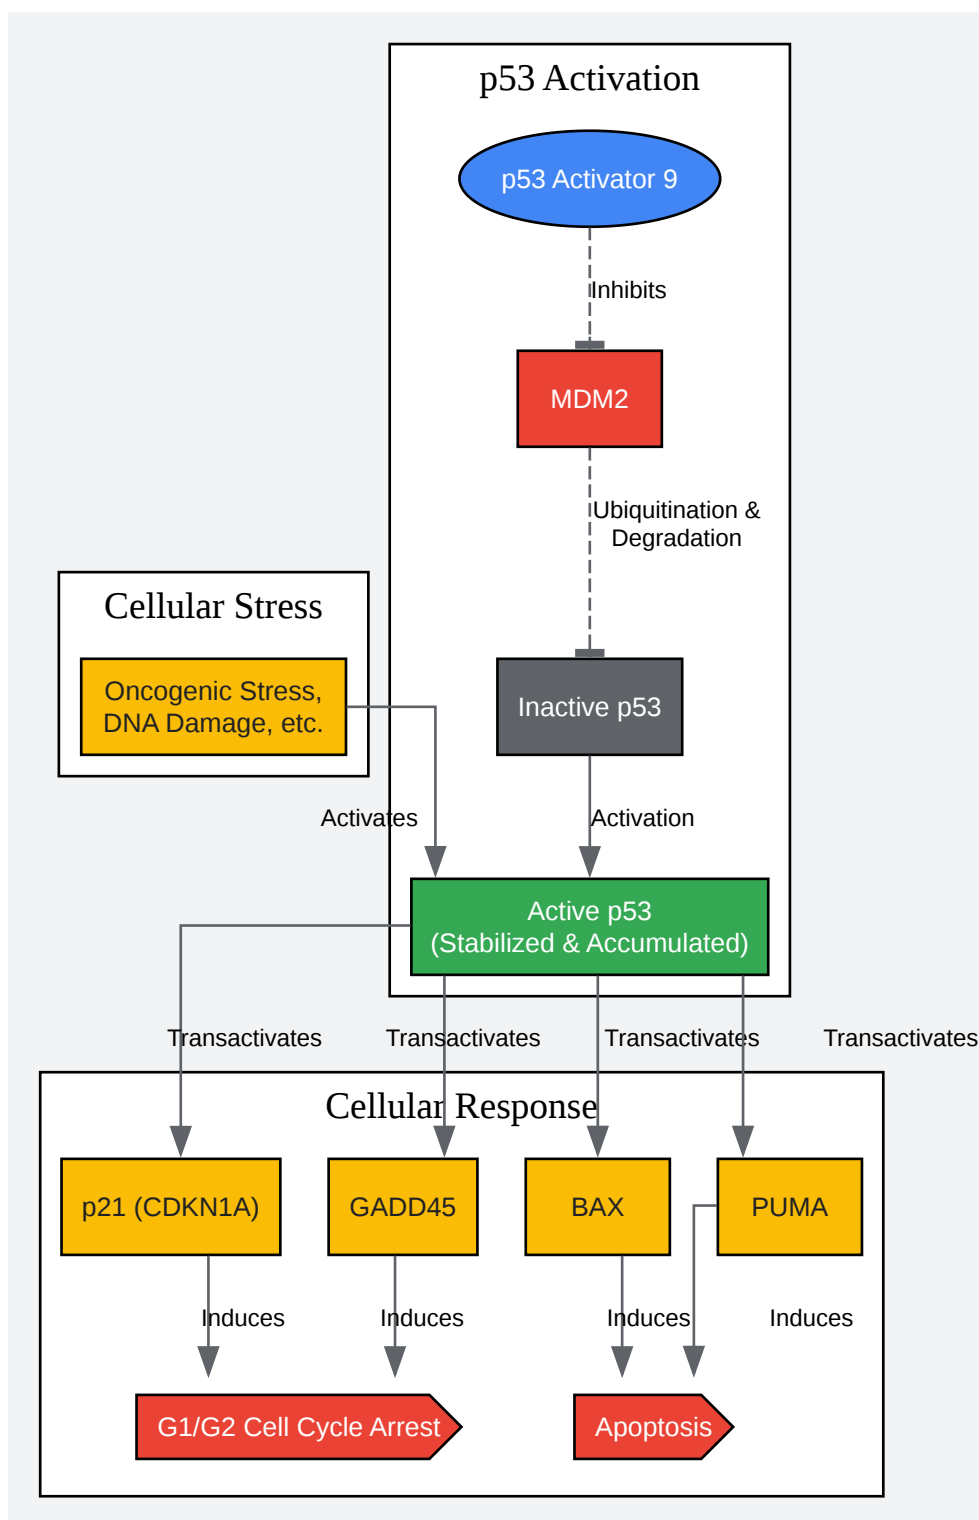 p53 Activation
p53 Activator 9
Inhibits
MDM2
Ubiquitination &
Degradation
Cellular Stress
Oncogenic Stress,
DNA Damage, etc.
Inactive p53
Activates
Activation
Active p53
(Stabilized & Accumulated)
Transactivates
Transactivates
Transactivates
Transactivates
Cellular Response
p21 (CDKN1A)
GADD45
BAX
PUMA
Induces
Induces
Induces
Induces
G1/G2 Cell Cycle Arrest
Apoptosis